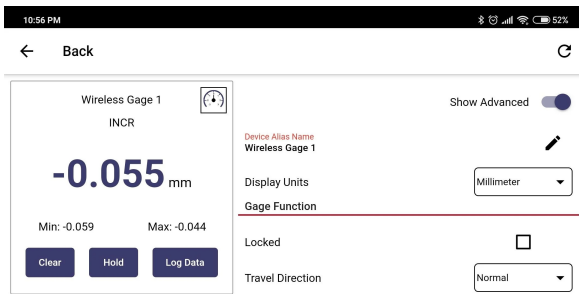 10:56 PM
52%
Back
Wireless Gage 1
INCR
-0.055 mm
Min: -0.059 Max: -0.044
Clear Hold Log Data
Show Advanced
Device Alias Name
Wireless Gage 1
Display Units Millimeter
Gage Function
Locked
Travel Direction Normal